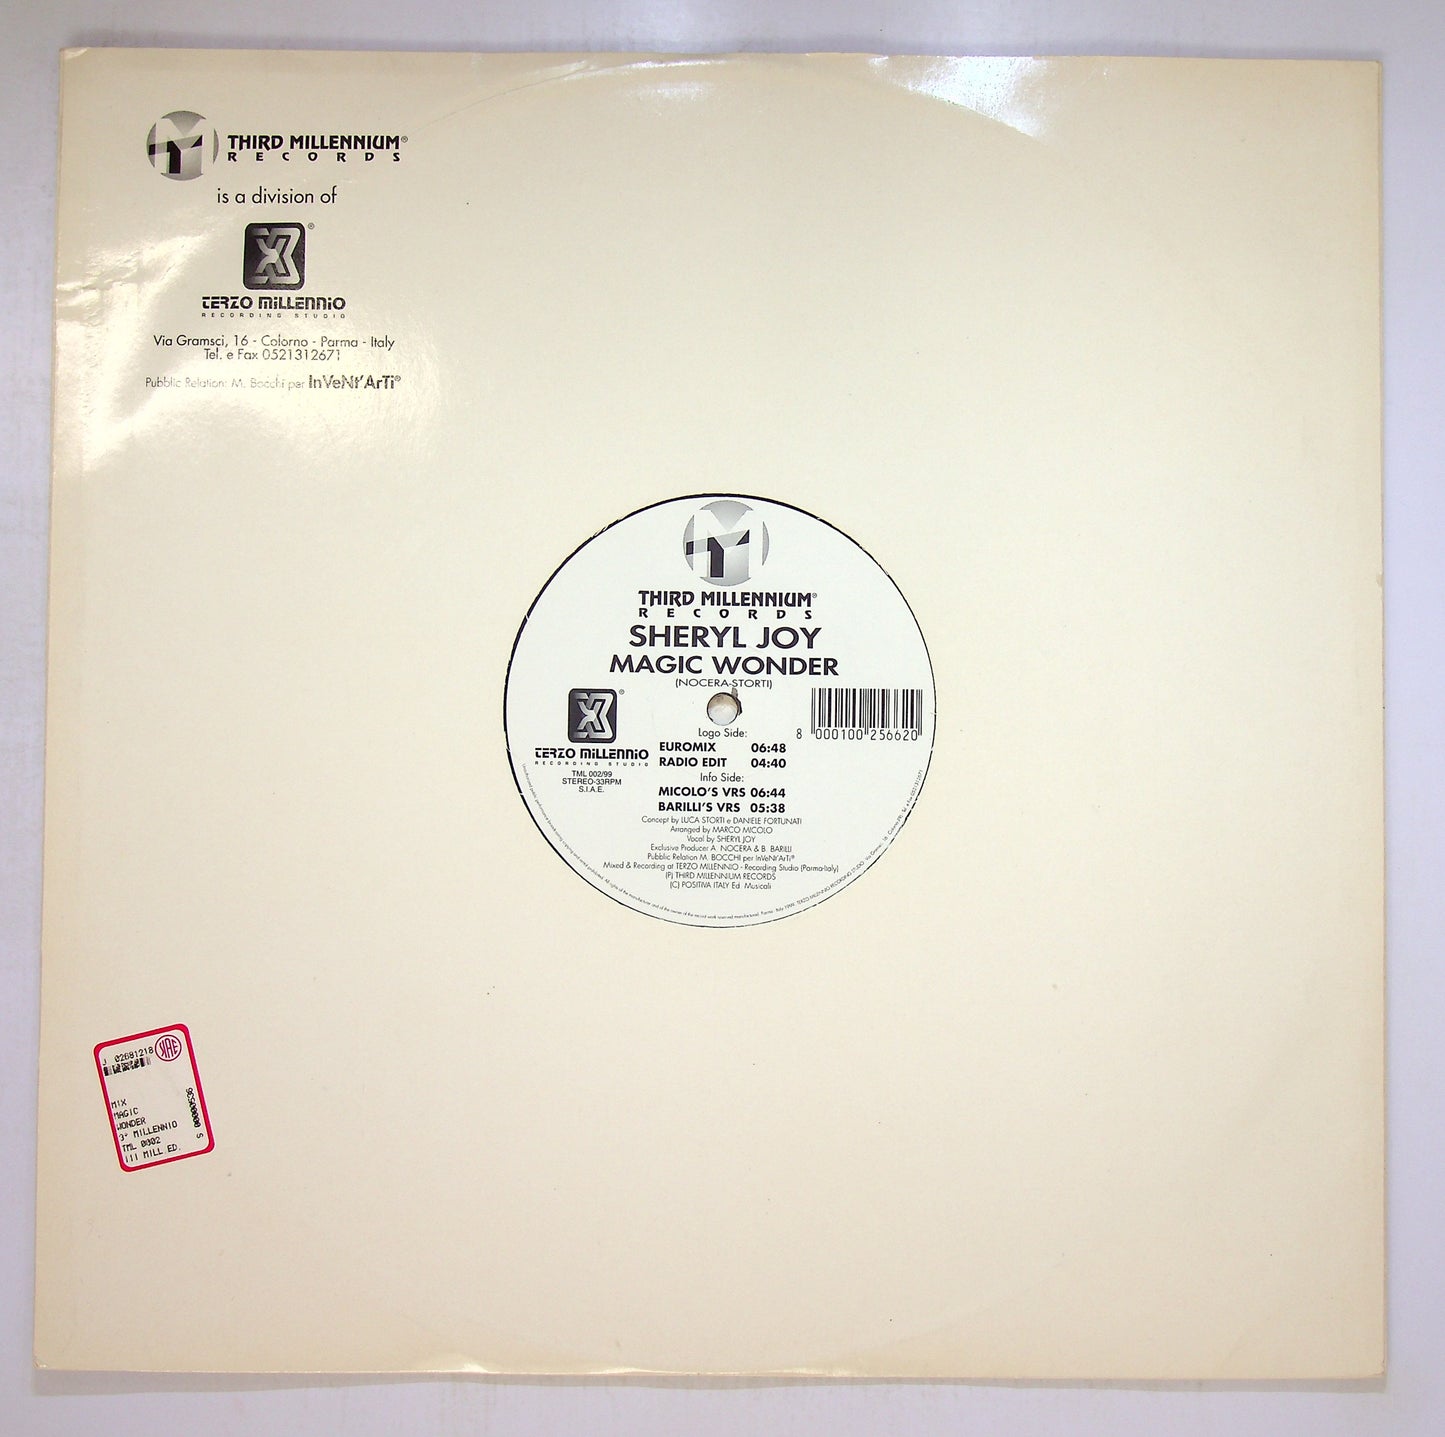 THIRD MILLENNIUM®
RECORDS
is a division of
®
TERZO MILLENNIO
RECORDING STUDIO
Via Gramsci, 16 - Colorno - Parma - Italy
Tel. e Fax 0521312671
Pubblic Relation: M. Bocchi per InVeNt'ArTi®
THIRD MILLENNIUM®
RECORDS
SHERYL JOY
MAGIC WONDER
(NOCERA-STORTI)
®
TERZO MILLENNIO
RECORDING STUDIO
TML 002/99
STEREO-33RPM
S.I.A.E.
8 000100 256620
Logo Side:
EUROMIX 06:48
RADIO EDIT 04:40
Info Side:
MICOLO'S VRS 06:44
BARILLI'S VRS 05:38
Concept by LUCA STORTI e DANIELE FORTUNATI
Arranged by MARCO MICOLO
Vocal by SHERYL JOY
Exclusive Producer A. NOCERA & B. BARILLI
Pubblic Relation M. BOCCHI per InVeNt'ArTi®
Mixed & Recording at TERZO MILLENNIO - Recording Studio (Parma-Italy)
(P) THIRD MILLENNIUM RECORDS
(C) POSITIVA ITALY Ed. Musicali
J 02681218
MIX
MAGIC
WONDER
3° MILLENNIO
TML 0002
III MILL ED.